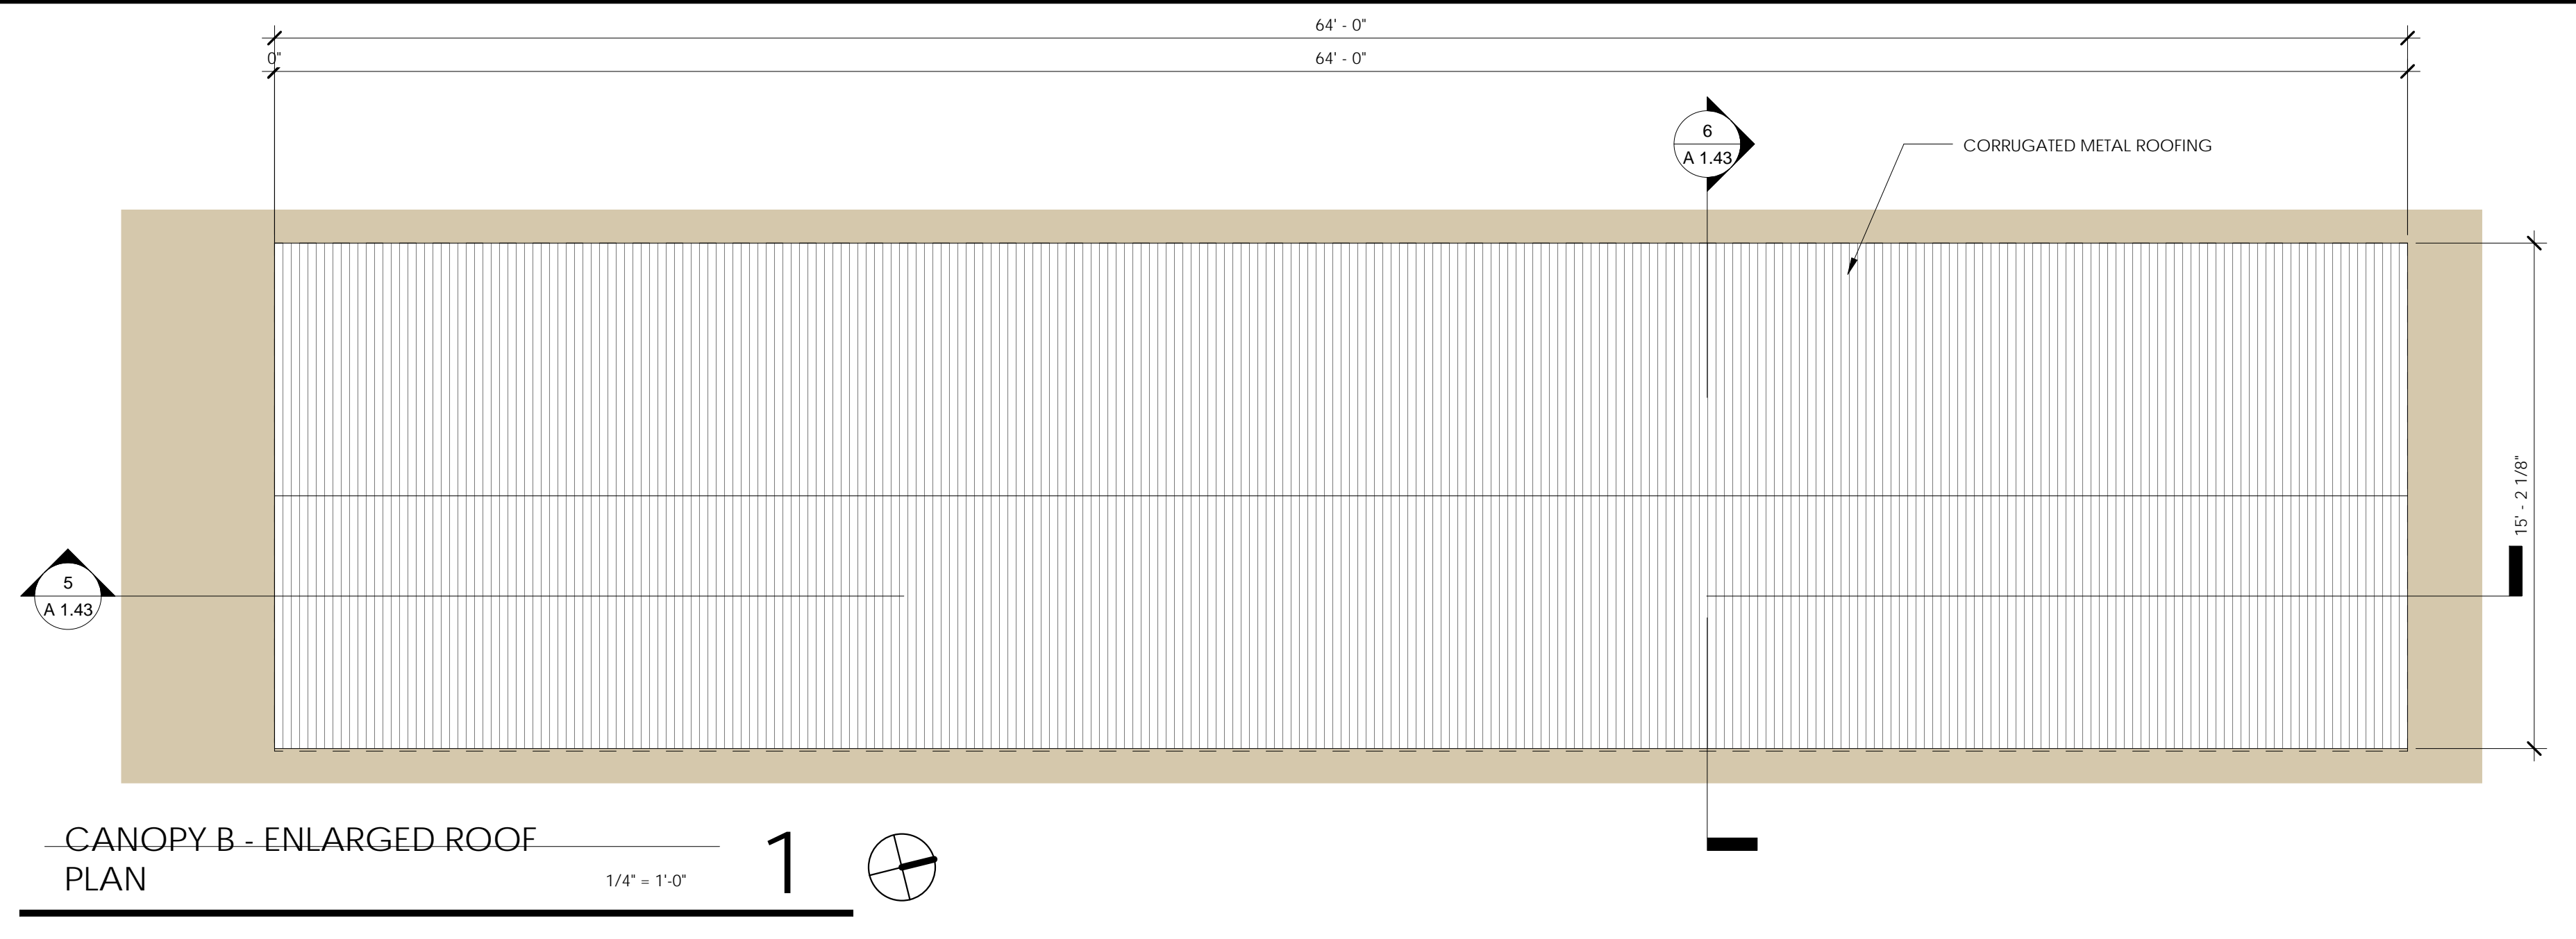 64' - 0"
0"
64' - 0"
6
A 1.43
CORRUGATED METAL ROOFING
15' - 2 1/8"
5
A 1.43
CANOPY B - ENLARGED ROOF
PLAN
1/4" = 1'-0"
1